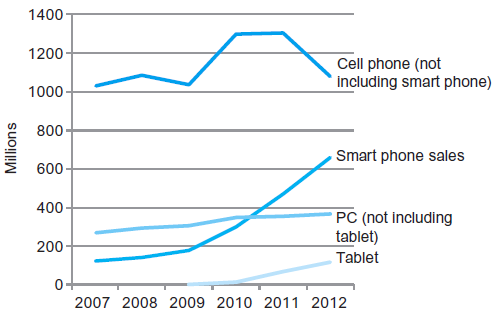 1400
1200
1000
800
600
400
200
0
Millions
Cell phone (not
including smart phone)
Smart phone sales
PC (not including
tablet)
Tablet
2007 2008 2009 2010 2011 2012